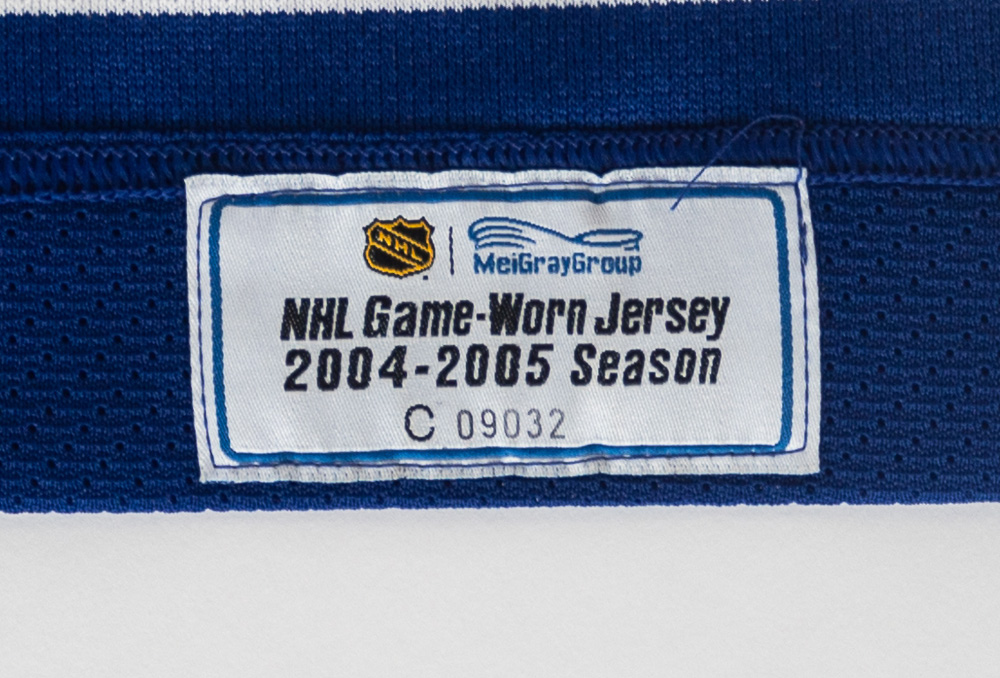 NHL MeiGrayGroup
NHL Game-Worn Jersey
2004-2005 Season
C 09032